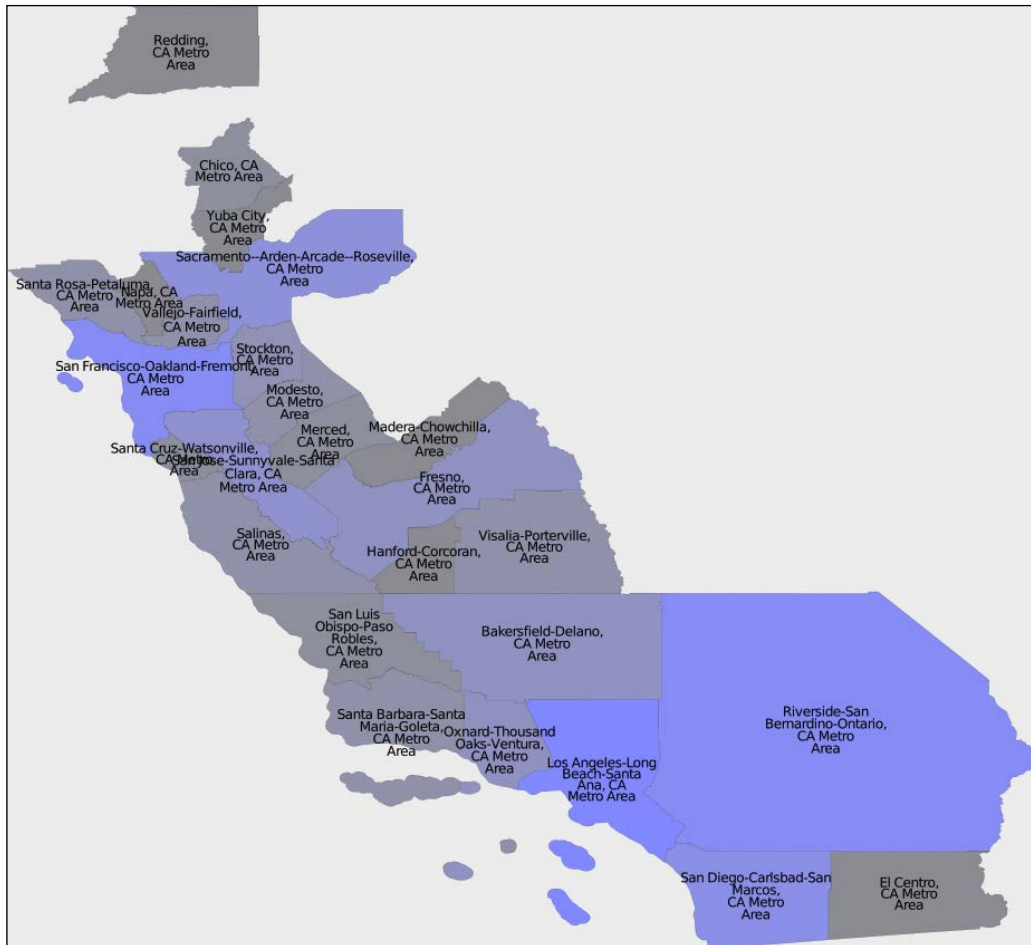 Redding,
CA Metro
Area
Chico, CA
Metro Area
Yuba City,
CA Metro
Area
Sacramento--Arden-Arcade--Roseville,
CA Metro
Area
Santa Rosa-Petaluma,
CA Metro
Area
Napa, CA
Metro Area
Vallejo-Fairfield,
CA Metro
Area
San Francisco-Oakland-Fremont,
CA Metro
Area
Stockton,
CA Metro
Area
Modesto,
CA Metro
Area
Merced,
CA Metro
Area
Madera-Chowchilla,
CA Metro
Area
Santa Cruz-Watsonville,
CA Metro
Area
San Jose-Sunnyvale-Santa
Clara, CA
Metro Area
Fresno,
CA Metro
Area
Salinas,
CA Metro
Area
Hanford-Corcoran,
CA Metro
Area
Visalia-Porterville,
CA Metro
Area
San Luis
Obispo-Paso
Robles,
CA Metro
Area
Bakersfield-Delano,
CA Metro
Area
Santa Barbara-Santa
Maria-Goleta,
CA Metro
Area
Oxnard-Thousand
Oaks-Ventura,
CA Metro
Area
Los Angeles-Long
Beach-Santa
Ana, CA
Metro Area
Riverside-San
Bernardino-Ontario,
CA Metro
Area
San Diego-Carlsbad-San
Marcos,
CA Metro
Area
El Centro,
CA Metro
Area